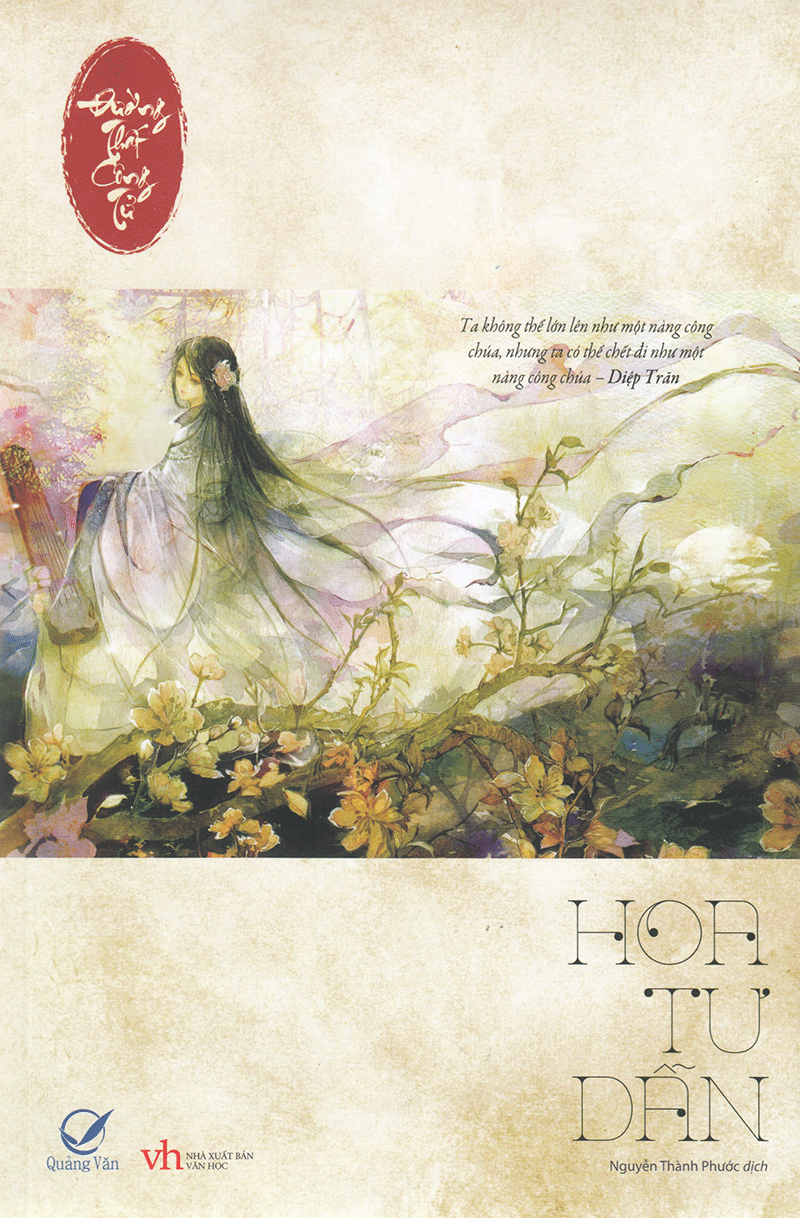 Đường
Thất
Công
Tử
Ta không thể lớn lên như một nàng công
chúa, nhưng ta có thể chết đi như một
nàng công chúa – Diệp Trăn
HOA
TƯ
DẪN
Nguyễn Thành Phước dịch
Quảng Văn
vh NHÀ XUẤT BẢN
VĂN HỌC